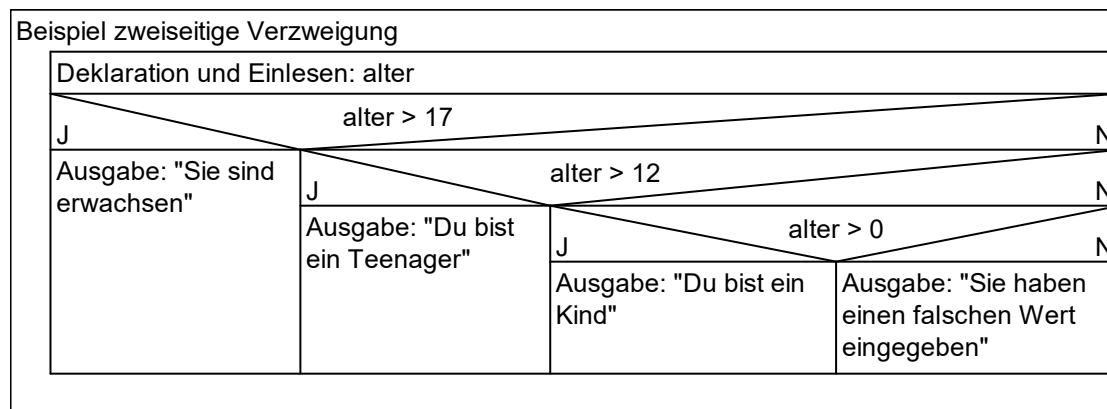 Beispiel zweiseitige Verzweigung
Deklaration und Einlesen: alter
alter > 17
J
N
Ausgabe: "Sie sind
erwachsen"
alter > 12
J
N
Ausgabe: "Du bist
ein Teenager"
alter > 0
J
N
Ausgabe: "Du bist ein
Kind"
Ausgabe: "Sie haben
einen falschen Wert
eingegeben"